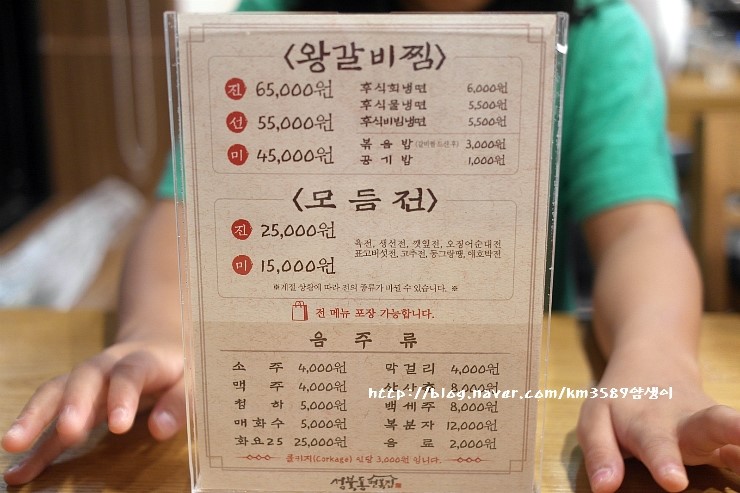 〈왕갈비찜〉
진 65,000원
선 55,000원
미 45,000원
후식회냉면 6,000원
후식물냉면 5,500원
후식비빔냉면 5,500원
볶음밥 3,000원
공기밥 1,000원
〈모듬전〉
진 25,000원
미 15,000원
육전, 생선전, 깻잎전, 오징어순대전
표고버섯전, 고추전, 동그랑땡, 애호박전
※계절 상황에 따라 전의 종류가 바뀔 수 있습니다. ※
전 메뉴 포장 가능합니다.
음 주 류
소 주 4,000원
맥 주 4,000원
청 하 5,000원
매화수 5,000원
화요25 25,000원
막걸리 4,000원
산사춘 8,000원
백세주 8,000원
복분자 12,000원
음 료 2,000원
콜키지(Corkage) 인당 3,000원 입니다.
http://blog.naver.com/km3589얌생이